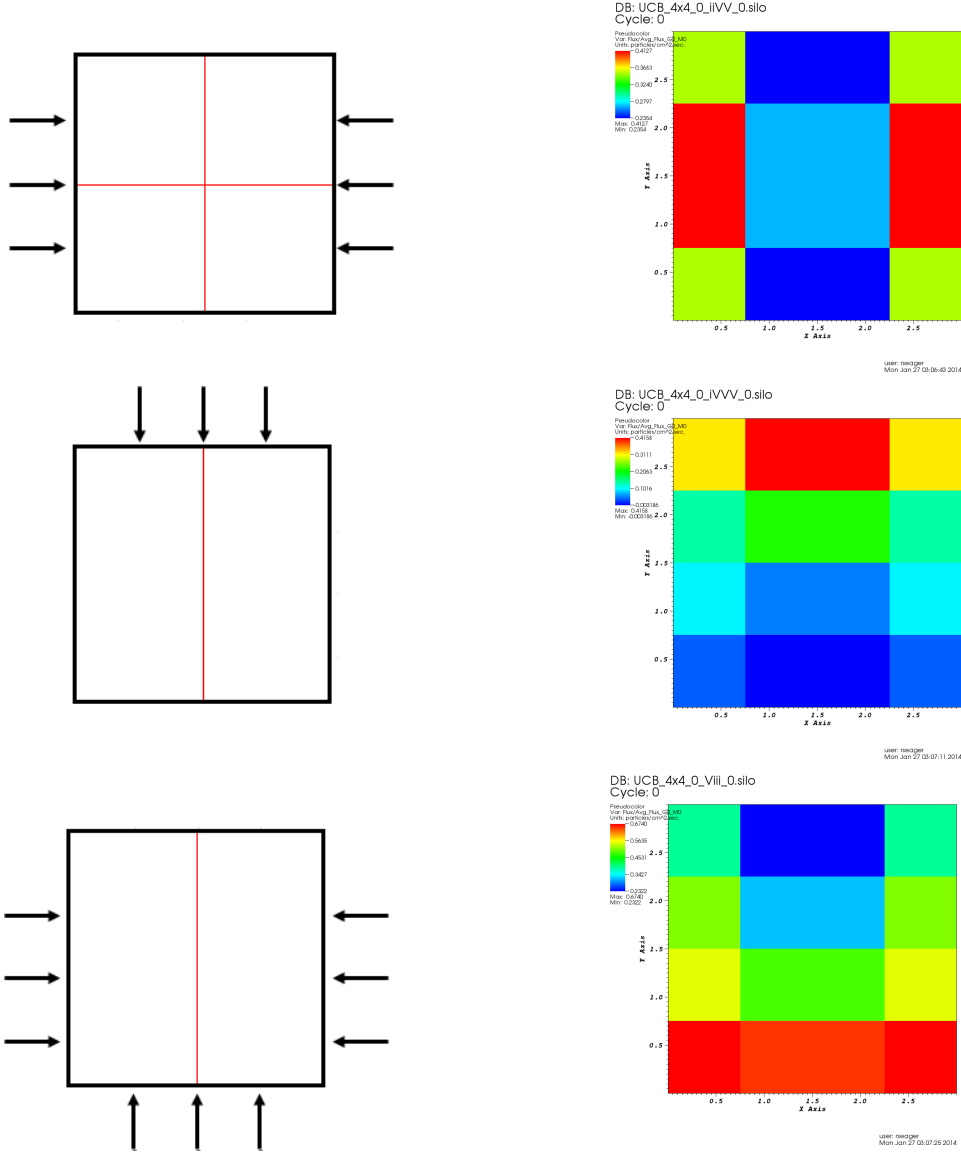 DB: UCB_4x4_0_iiVV_0.silo
Cycle: 0
Pseudocolor
Var: Flux/Avg_Flux_G0_M0
Units: particles/cm^2/sec.
0.4127
0.3683
0.3240
0.2797
0.2354
Max: 0.4127
Min: 0.2354
2.5
2.0
1.5
1.0
0.5
Y Axis
0.5 1.0 1.5 2.0 2.5
X Axis
user: rseager
Mon Jan 27 03:06:43 2014
DB: UCB_4x4_0_iVVV_0.silo
Cycle: 0
Pseudocolor
Var: Flux/Avg_Flux_G0_M0
Units: particles/cm^2/sec.
0.4158
0.3111
0.2063
0.1016
-0.003186
Max: 0.4158
Min: -0.003186
2.5
2.0
1.5
1.0
0.5
Y Axis
0.5 1.0 1.5 2.0 2.5
X Axis
user: rseager
Mon Jan 27 03:07:11 2014
DB: UCB_4x4_0_Viii_0.silo
Cycle: 0
Pseudocolor
Var: Flux/Avg_Flux_G0_M0
Units: particles/cm^2/sec.
0.6740
0.5635
0.4531
0.3427
0.2322
Max: 0.6740
Min: 0.2322
2.5
2.0
1.5
1.0
0.5
Y Axis
0.5 1.0 1.5 2.0 2.5
X Axis
user: rseager
Mon Jan 27 03:07:25 2014